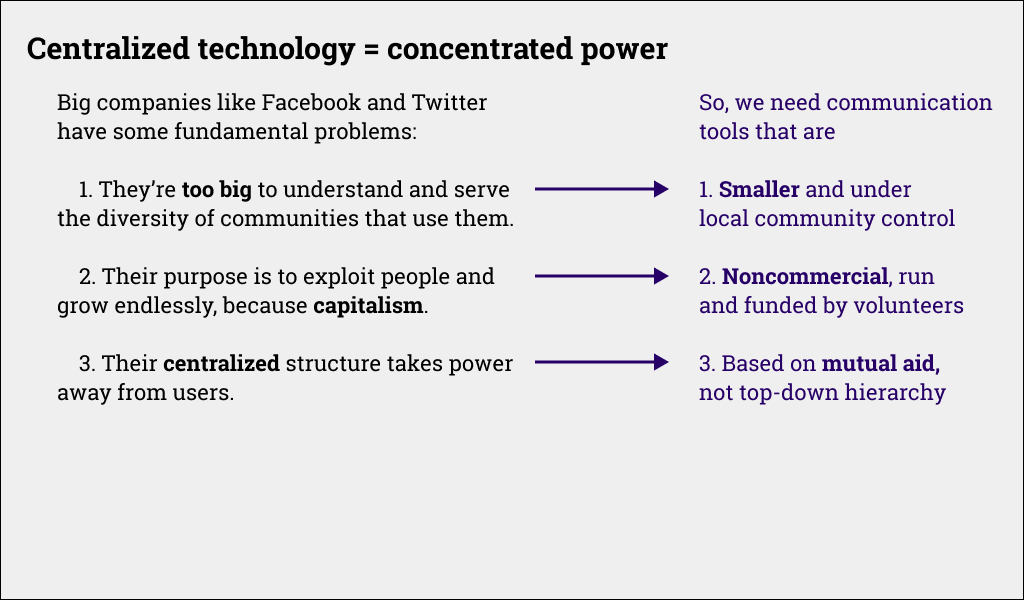 Centralized technology = concentrated power
Big companies like Facebook and Twitter
have some fundamental problems:
1. They’re too big to understand and serve
the diversity of communities that use them.
2. Their purpose is to exploit people and
grow endlessly, because capitalism.
3. Their centralized structure takes power
away from users.
So, we need communication
tools that are
1. Smaller and under
local community control
2. Noncommercial, run
and funded by volunteers
3. Based on mutual aid,
not top-down hierarchy